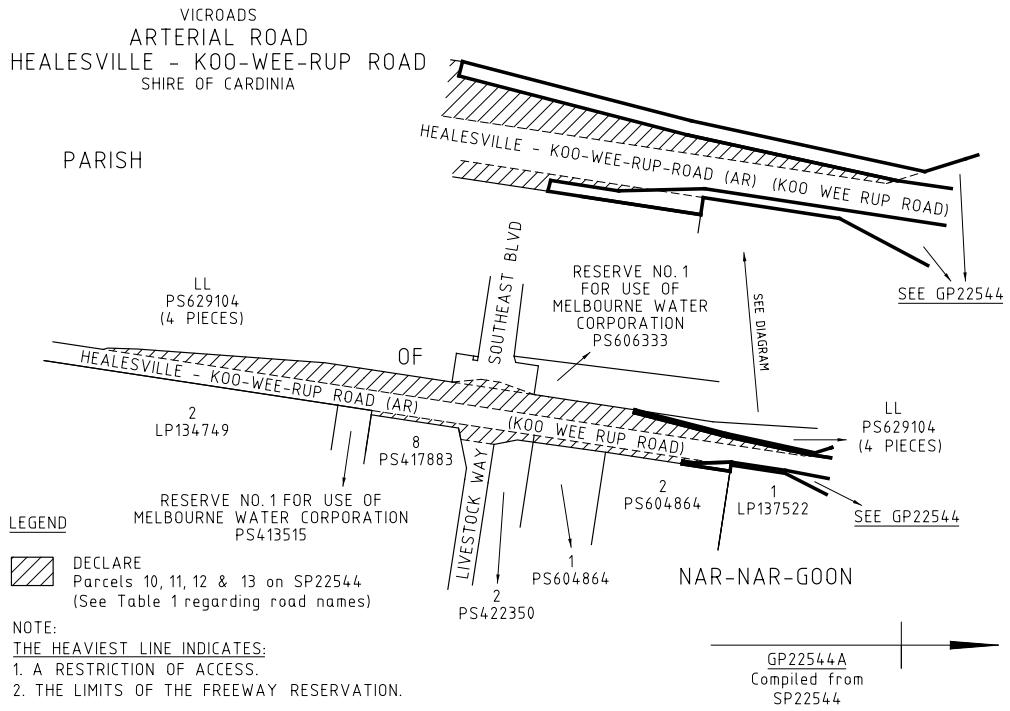 VICROADS
ARTERIAL ROAD
HEALESVILLE - KOO-WEE-RUP ROAD
SHIRE OF CARDINIA
PARISH
HEALESVILLE - KOO-WEE-RUP-ROAD (AR) (KOO WEE RUP ROAD)
SEE GP22544
SOUTHEAST BLVD
RESERVE NO.1
FOR USE OF
MELBOURNE WATER
CORPORATION
PS606333
SEE DIAGRAM
LL
PS629104
(4 PIECES)
OF
HEALESVILLE - KOO-WEE-RUP ROAD (AR) (KOO WEE RUP ROAD)
LL
PS629104
(4 PIECES)
2
LP134749
8
PS417883
LIVESTOCK WAY
2
PS604864
1
LP137522
SEE GP22544
RESERVE NO.1 FOR USE OF
MELBOURNE WATER CORPORATION
PS413515
1
PS604864
2
PS422350
NAR-NAR-GOON
LEGEND
DECLARE
Parcels 10, 11, 12 & 13 on SP22544
(See Table 1 regarding road names)
NOTE:
THE HEAVIEST LINE INDICATES:
1. A RESTRICTION OF ACCESS.
2. THE LIMITS OF THE FREEWAY RESERVATION.
GP22544A
Compiled from
SP22544